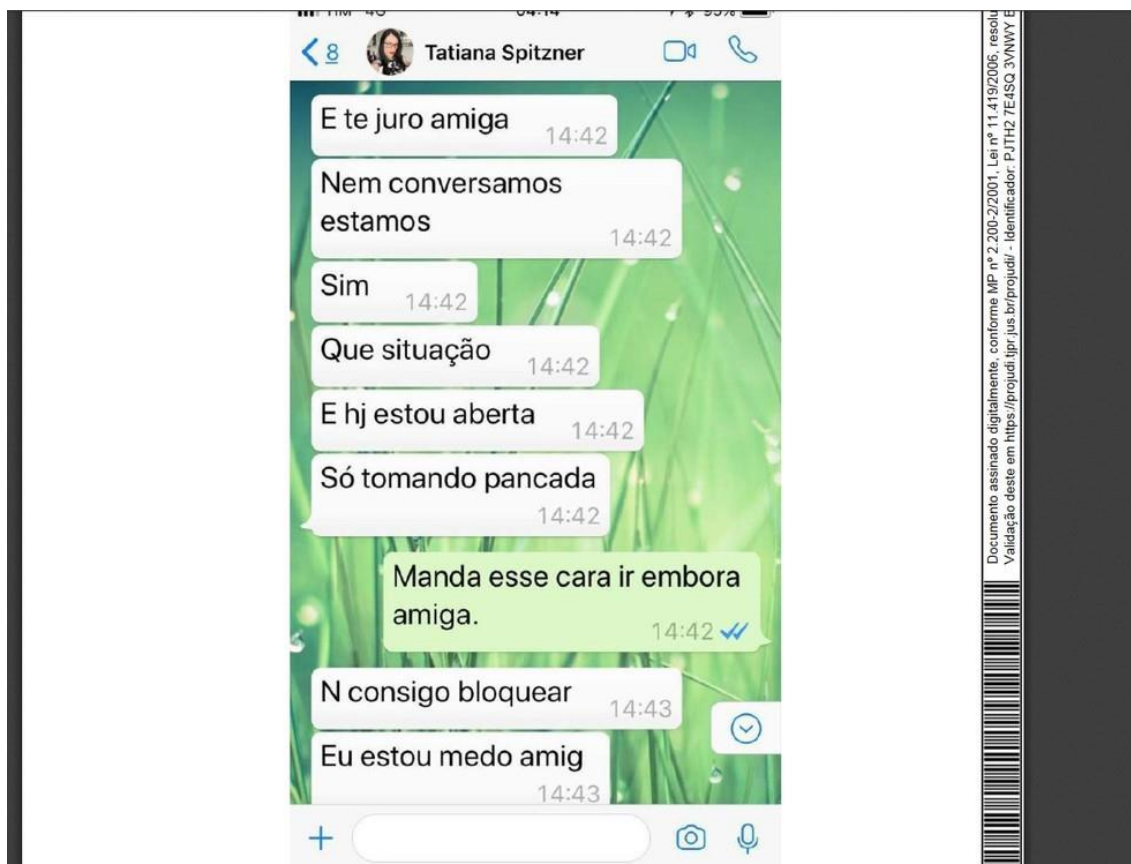 8 Tatiana Spitzner
E te juro amiga
14:42
Nem conversamos
estamos
14:42
Sim
14:42
Que situação
14:42
E hj estou aberta
14:42
Só tomando pancada
14:42
Manda esse cara ir embora
amiga.
14:42
N consigo bloquear
14:43
Eu estou medo amig
14:43
Documento assinado digitalmente, conforme MP nº 2.200-2/2001, Lei nº 11.419/2006, resolu
Validação deste em https://projudi.tjpr.jus.br/projudi/ - Identificador: PJTH2 7E4SQ 3VNWY